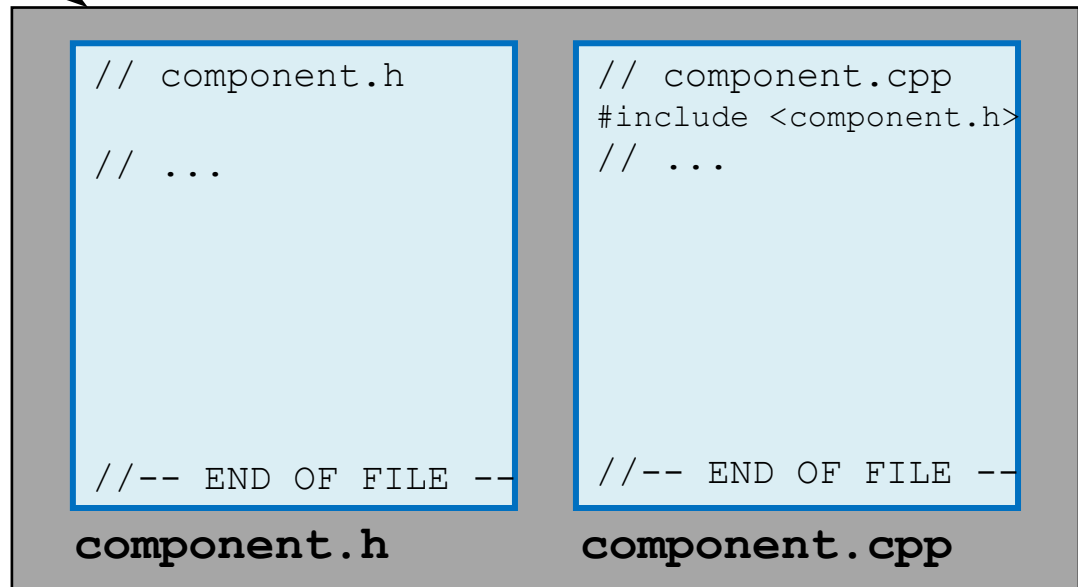 // component.h
// ...
//-- END OF FILE --
component.h
// component.cpp
#include <component.h>
// ...
//-- END OF FILE --
component.cpp